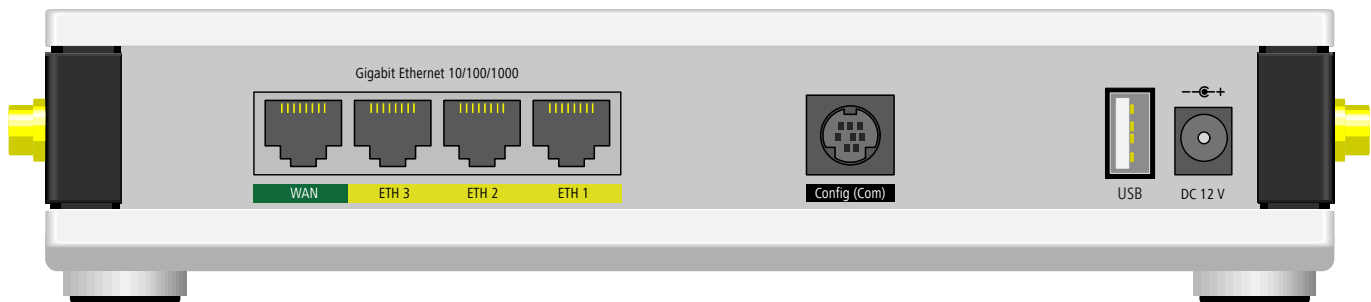 Gigabit Ethernet 10/100/1000
WAN
ETH 3
ETH 2
ETH 1
Config (Com)
USB
DC 12 V